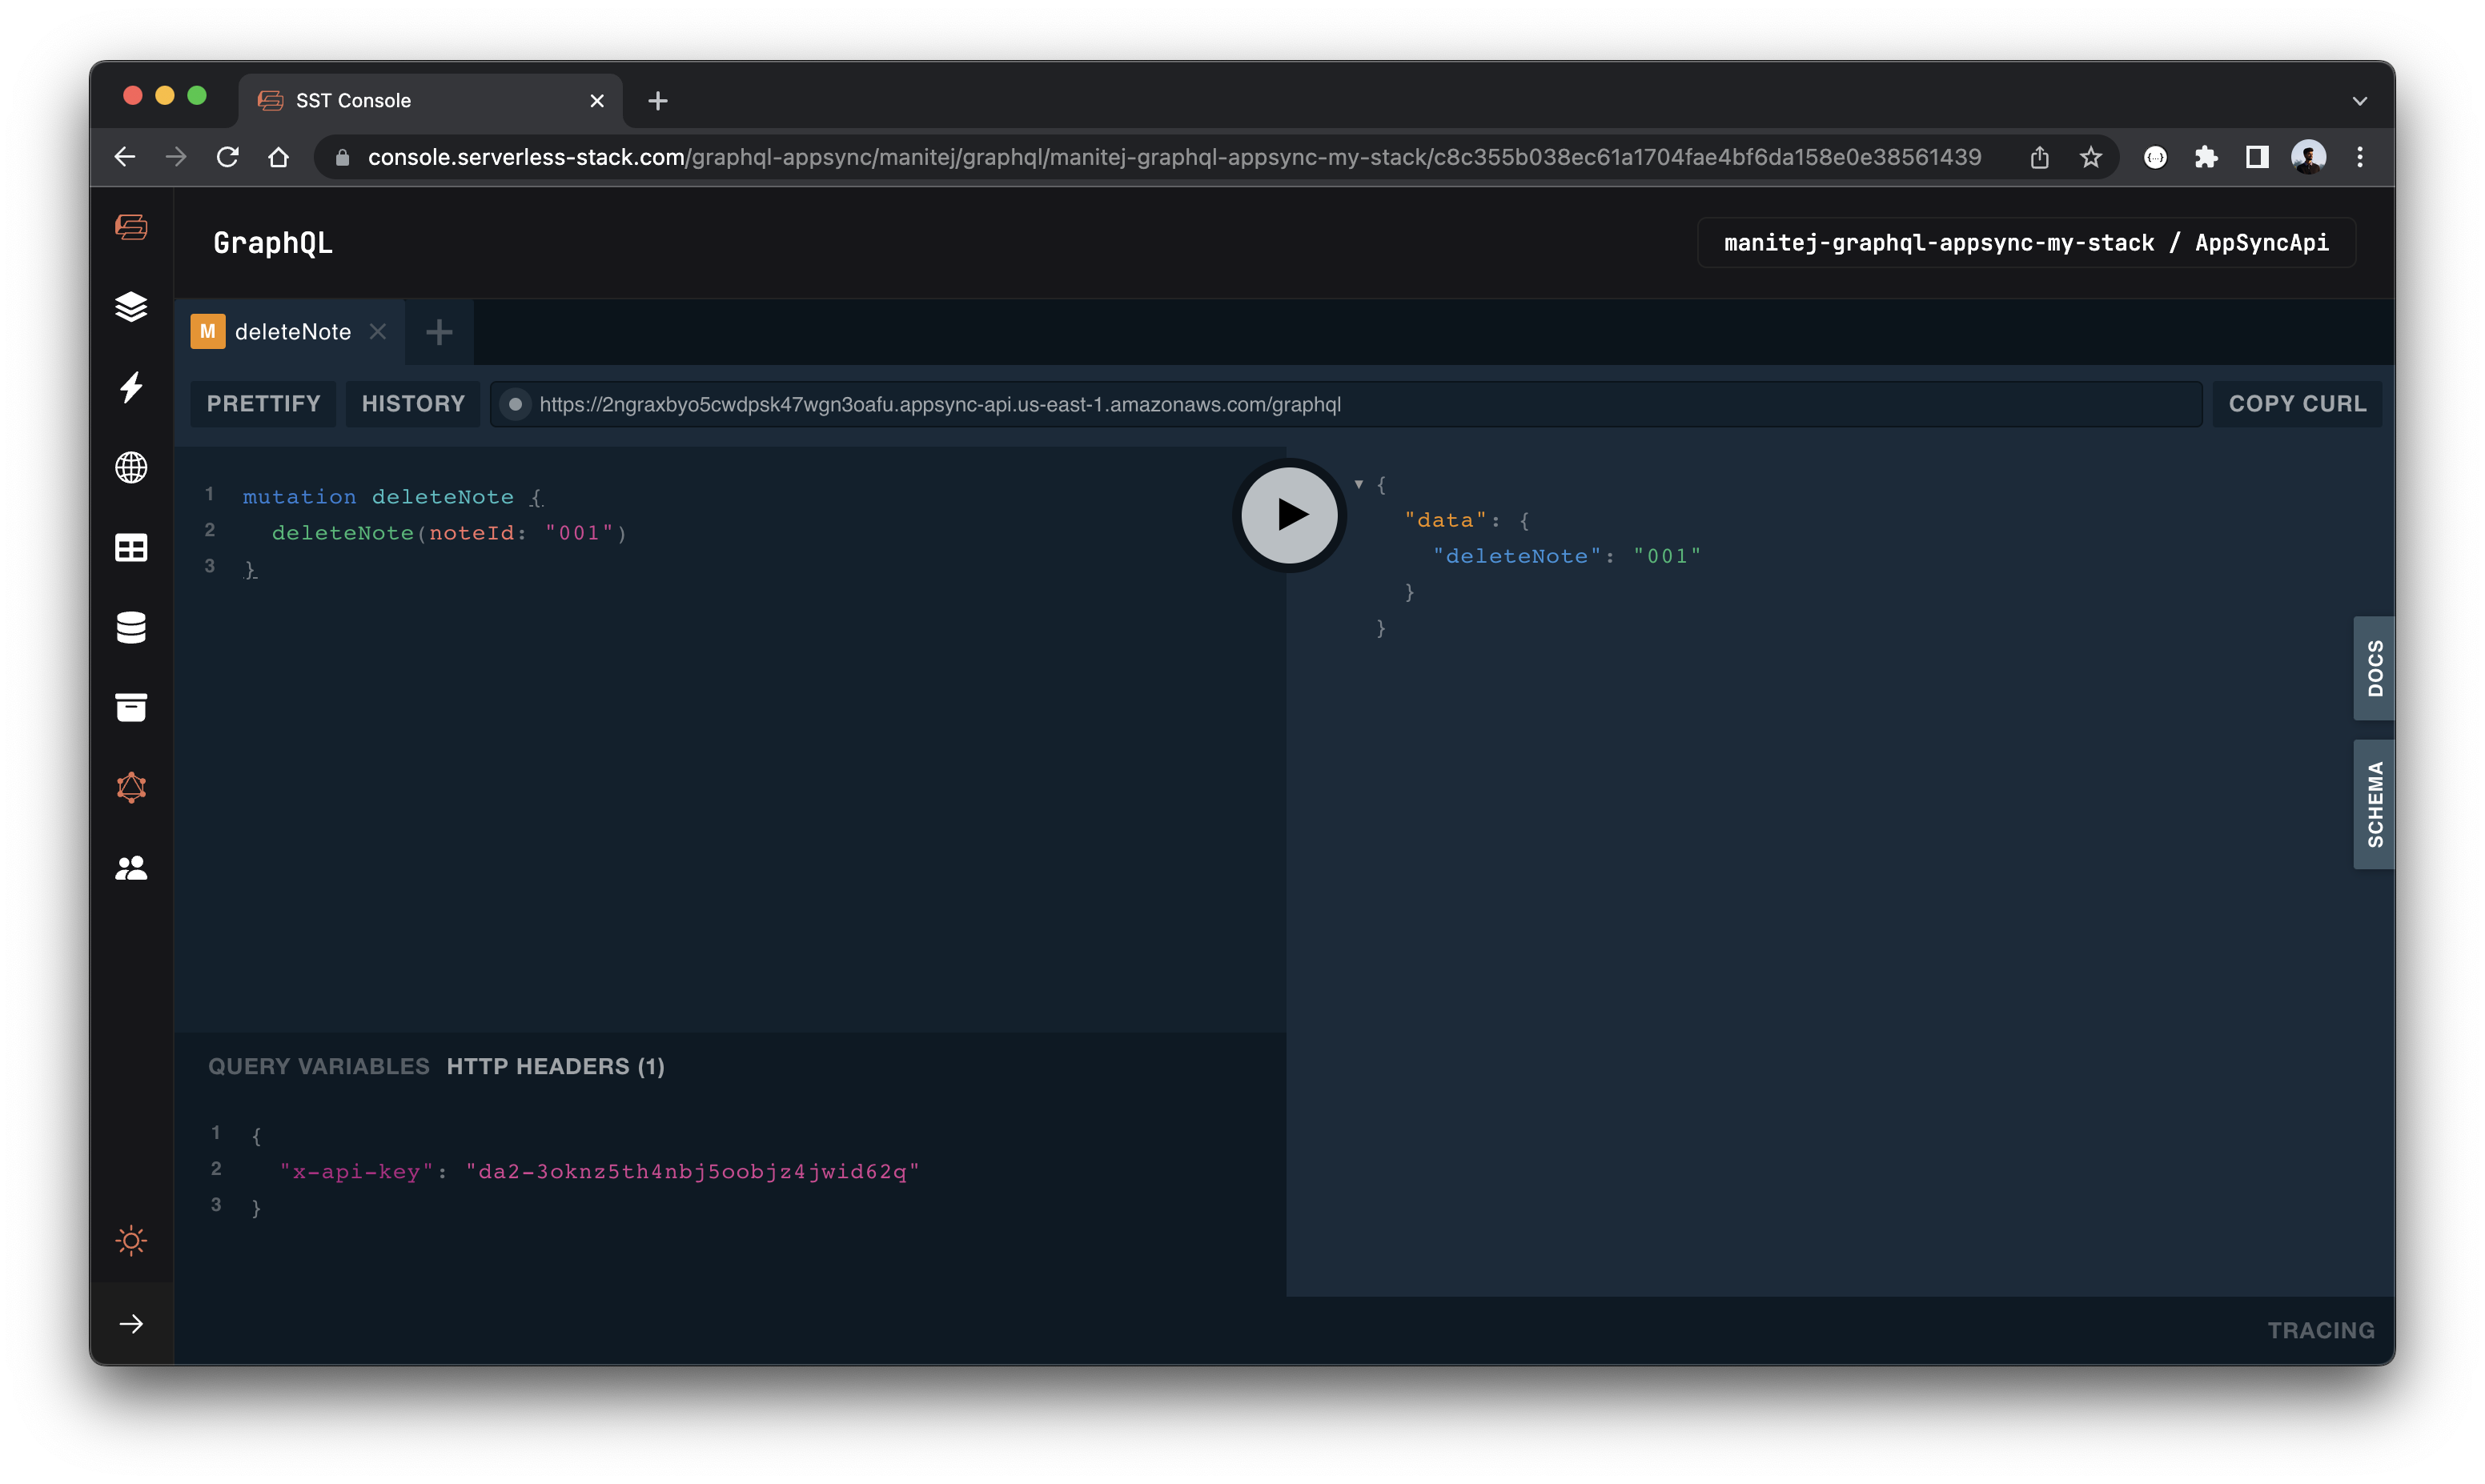 SST Console
console.serverless-stack.com/graphql-appsync/manitej/graphql/manitej-graphql-appsync-my-stack/c8c355b038ec61a1704fae4bf6da158e0e38561439
GraphQL
manitej-graphql-appsync-my-stack / AppSyncApi
M deleteNote
PRETTIFY HISTORY https://2ngraxbyo5cwdpsk47wgn3oafu.appsync-api.us-east-1.amazonaws.com/graphql COPY CURL
1 mutation deleteNote {
2 deleteNote(noteId: "001")
3 }
{
"data": {
"deleteNote": "001"
}
}
DOCS
SCHEMA
QUERY VARIABLES HTTP HEADERS (1)
1 {
2 "x-api-key": "da2-3oknz5th4nbj5oobjz4jwid62q"
3 }
TRACING